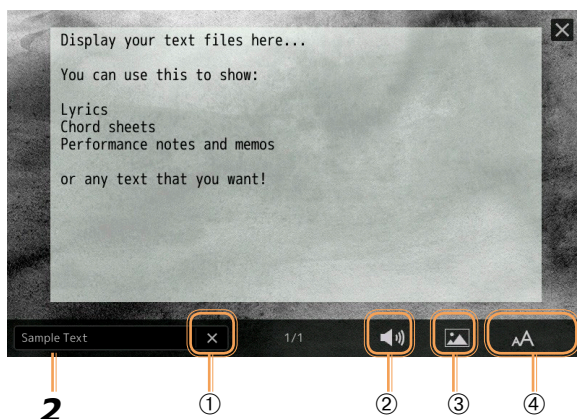 Display your text files here...
You can use this to show:
Lyrics
Chord sheets
Performance notes and memos
or any text that you want!
Sample Text
1/1
AA
2
① ② ③ ④